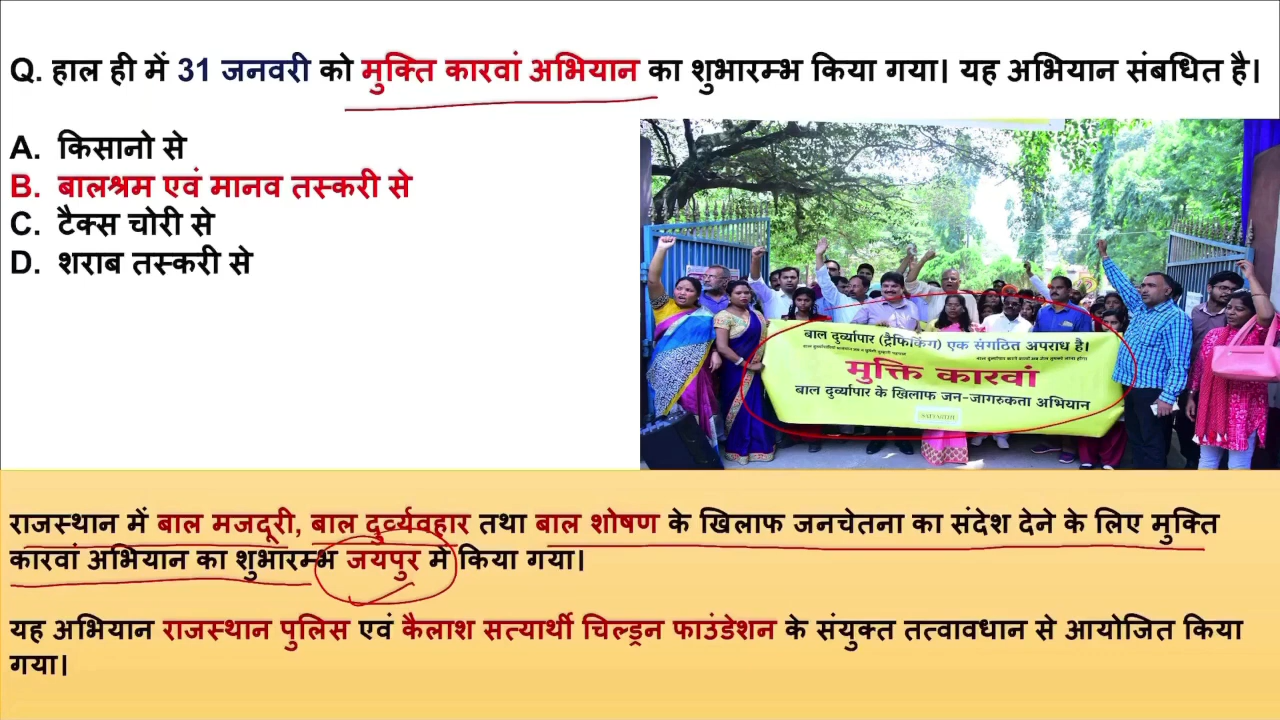 Q. हाल ही में 31 जनवरी को मुक्ति कारवां अभियान का शुभारम्भ किया गया। यह अभियान संबधित है।
A. किसानो से
B. बालश्रम एवं मानव तस्करी से
C. टैक्स चोरी से
D. शराब तस्करी से
बाल दुर्व्यापार (ट्रैफिकिंग) एक संगठित अपराध है।
मुक्ति कारवां
बाल दुर्व्यापार के खिलाफ जन-जागरुकता अभियान
राजस्थान में बाल मजदूरी, बाल दुर्व्यवहार तथा बाल शोषण के खिलाफ जनचेतना का संदेश देने के लिए मुक्ति
कारवां अभियान का शुभारम्भ जयपुर में किया गया।
यह अभियान राजस्थान पुलिस एवं कैलाश सत्यार्थी चिल्ड्रन फाउंडेशन के संयुक्त तत्वावधान से आयोजित किया
गया।